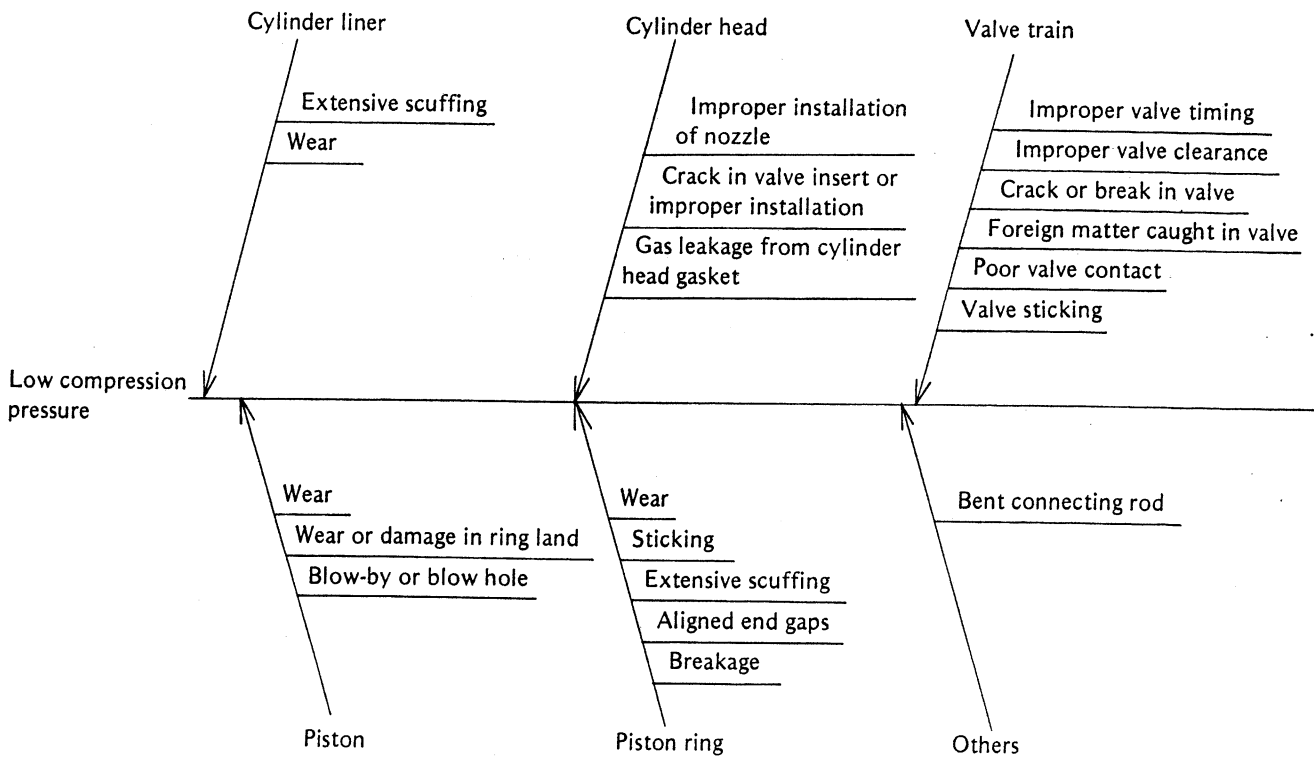 Cylinder liner
Extensive scuffing
Wear
Cylinder head
Improper installation
of nozzle
Crack in valve insert or
improper installation
Gas leakage from cylinder
head gasket
Valve train
Improper valve timing
Improper valve clearance
Crack or break in valve
Foreign matter caught in valve
Poor valve contact
Valve sticking
Low compression
pressure
Wear
Wear or damage in ring land
Blow-by or blow hole
Piston
Wear
Sticking
Extensive scuffing
Aligned end gaps
Breakage
Piston ring
Bent connecting rod
Others